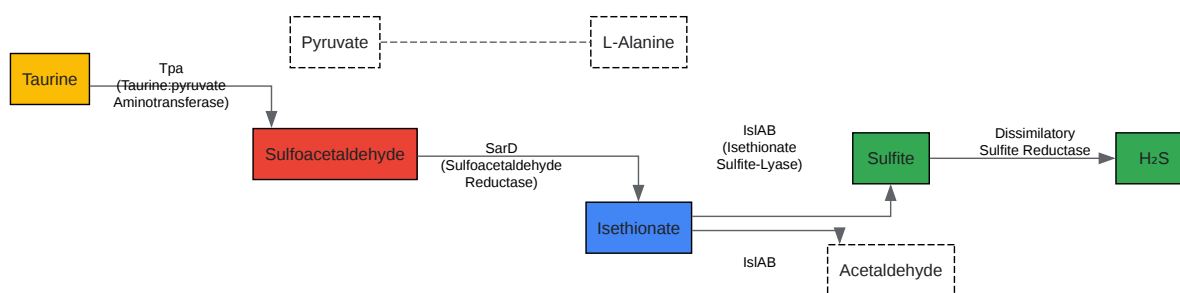 Pyruvate
L-Alanine
Taurine
Tpa
(Taurine:pyruvate
Aminotransferase)
Sulfoacetaldehyde
SarD
(Sulfoacetaldehyde
Reductase)
IslAB
(Isethionate
Sulfite-Lyase)
Sulfite
Dissimilatory
Sulfite Reductase
H₂S
Isethionate
IslAB
Acetaldehyde